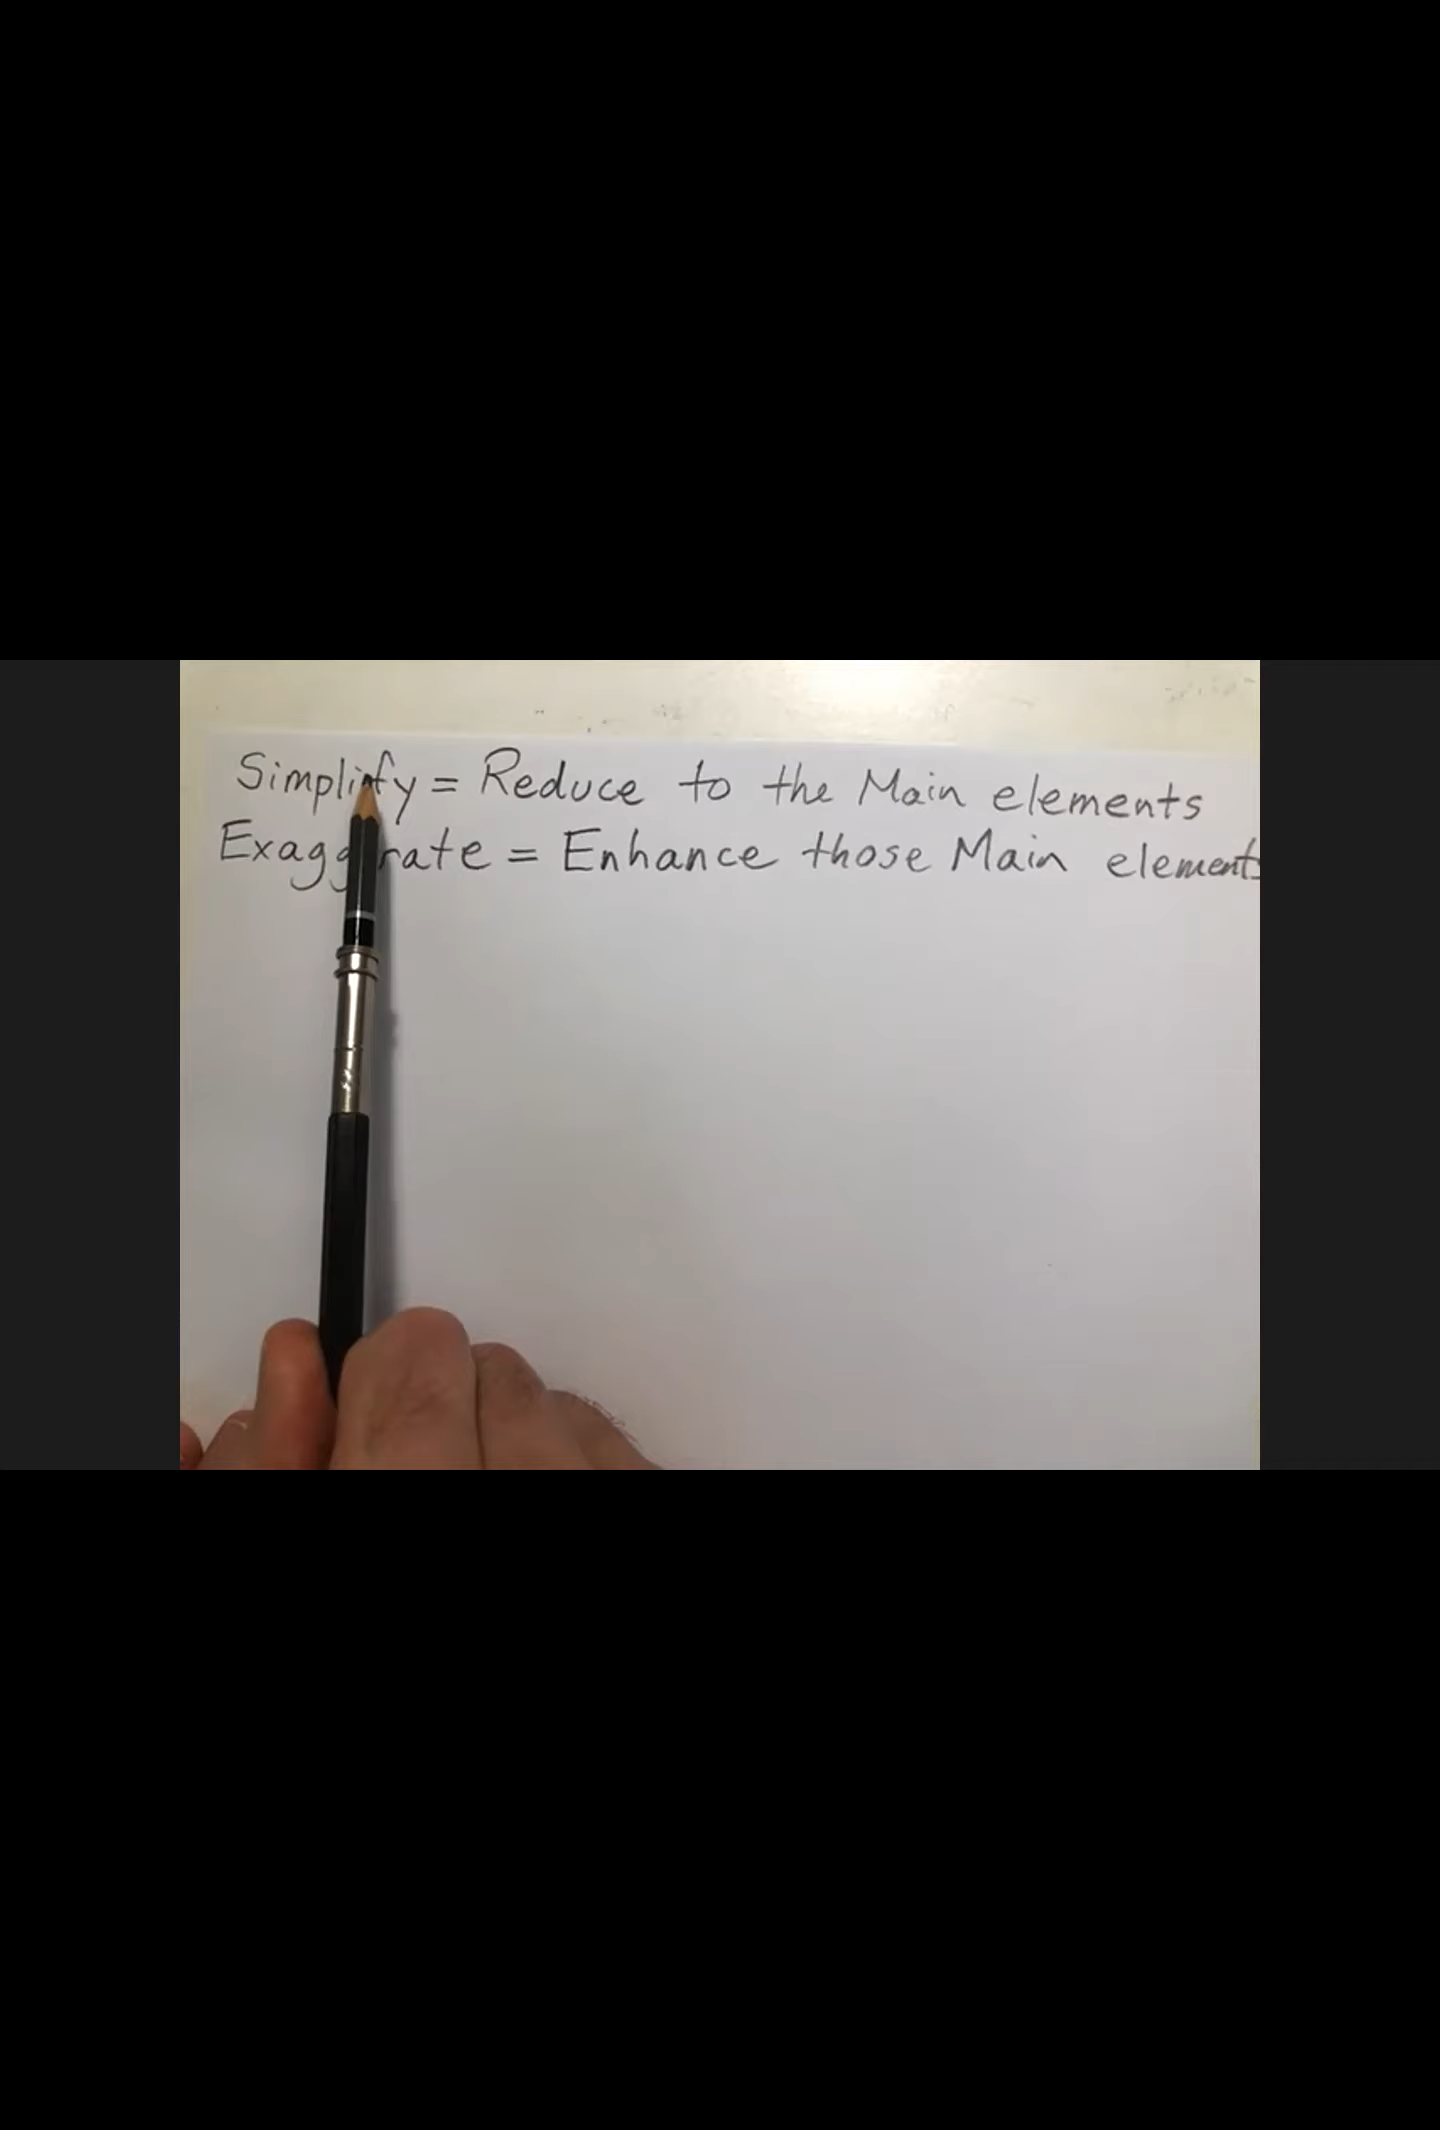 Simplify = Reduce to the Main elements
Exaggerate = Enhance those Main elements